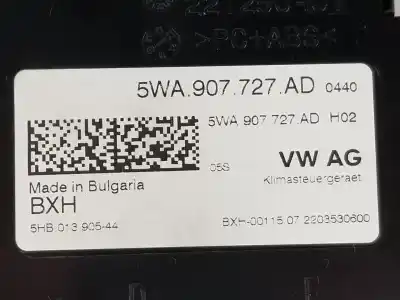 >PC+ABS<
5WA.907.727.AD 0440
5WA 907 727.AD H02
05S VW AG
Klimasteuergeraet
Made in Bulgaria
BXH
5HB 013 905-44
BXH-00115 07 2203530600